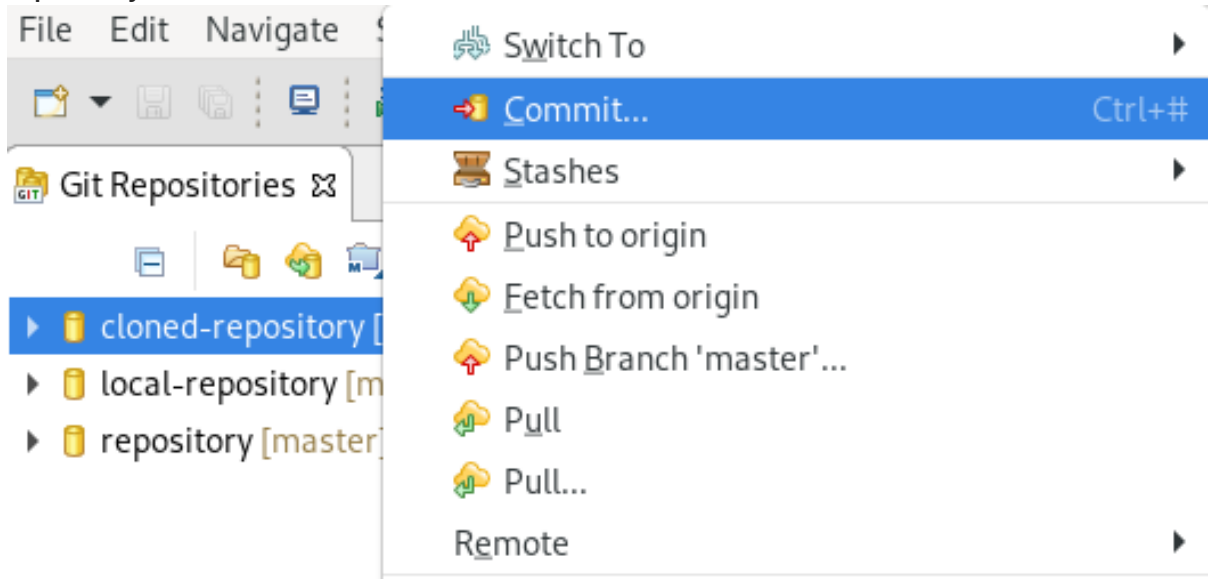 File Edit Navigate
Git Repositories
cloned-repository [
local-repository [m
repository [master]
Switch To
Commit... Ctrl+#
Stashes
Push to origin
Fetch from origin
Push Branch 'master'...
Pull
Pull...
Remote